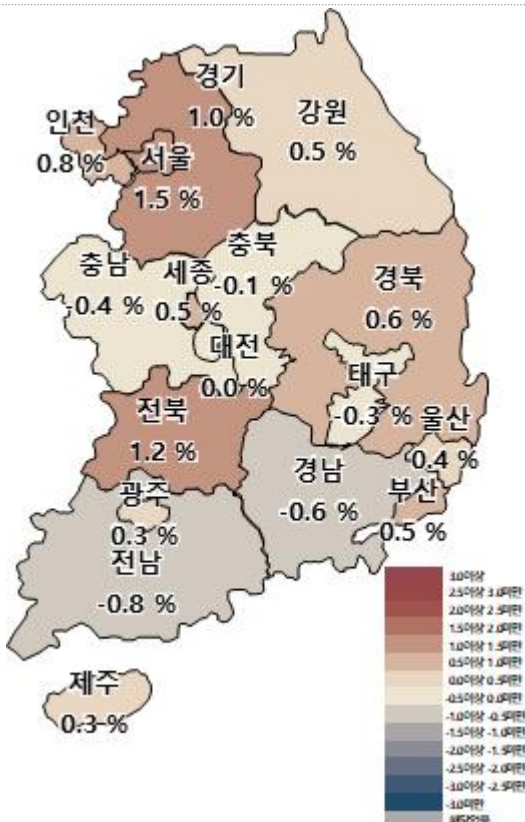 경기
1.0 %
강원
0.5 %
인천
0.8 %
서울
1.5 %
충북
-0.1 %
충남
-0.4 %
세종
0.5 %
대전
0.0 %
경북
0.6 %
태구
-0.3 %
울산
0.4 %
전북
1.2 %
경남
-0.6 %
부산
0.5 %
광주
0.3 %
전남
-0.8 %
제주
0.3 %
3.0이상
2.5이상 3.0미만
2.0이상 2.5미만
1.5이상 2.0미만
1.0이상 1.5미만
0.5이상 1.0미만
0.0이상 0.5미만
-0.5이상 0.0미만
-1.0이상 -0.5미만
-1.5이상 -1.0미만
-2.0이상 -1.5미만
-2.5이상 -2.0미만
-3.0이상 -2.5미만
-3.0미만